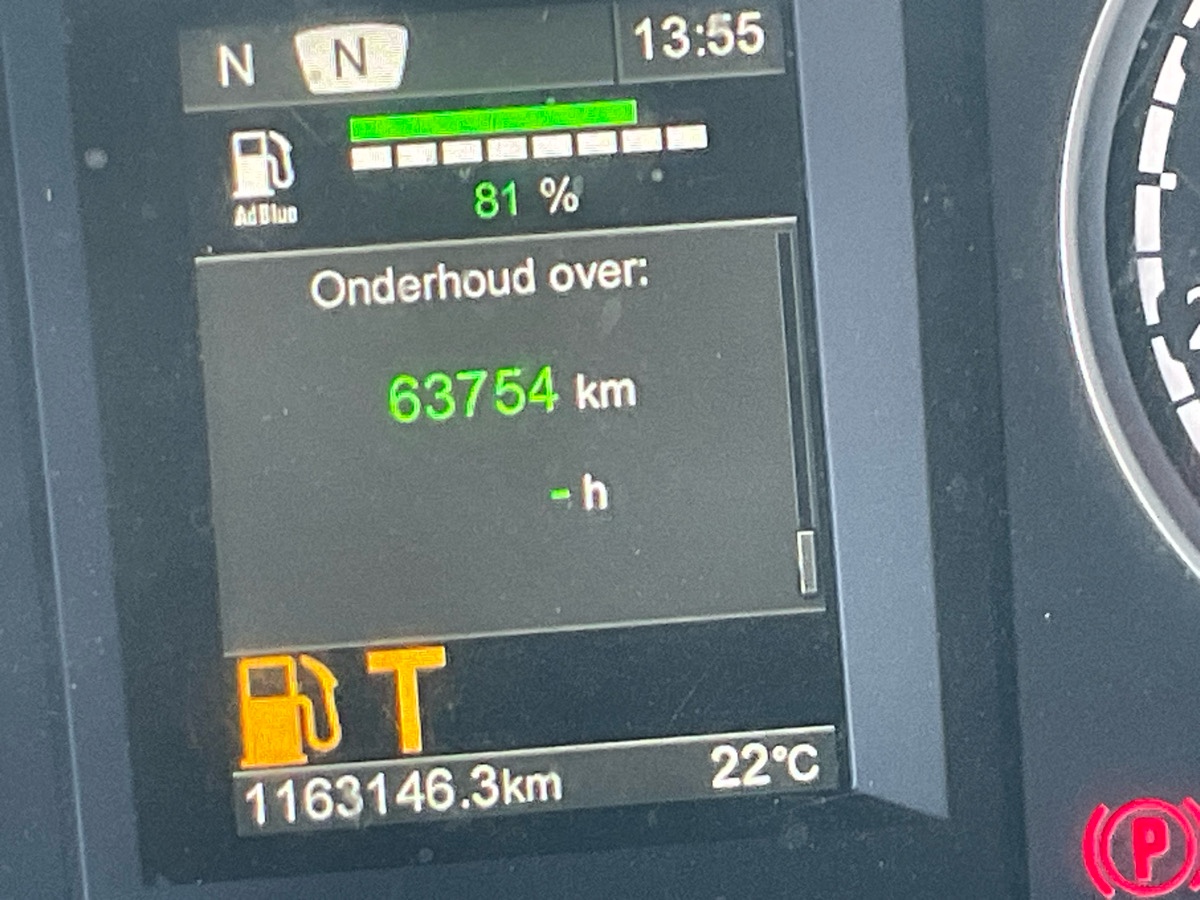 N N 13:55
AdBlue
81 %
Onderhoud over:
63754 km
- h
T
1163146.3km 22°C
P